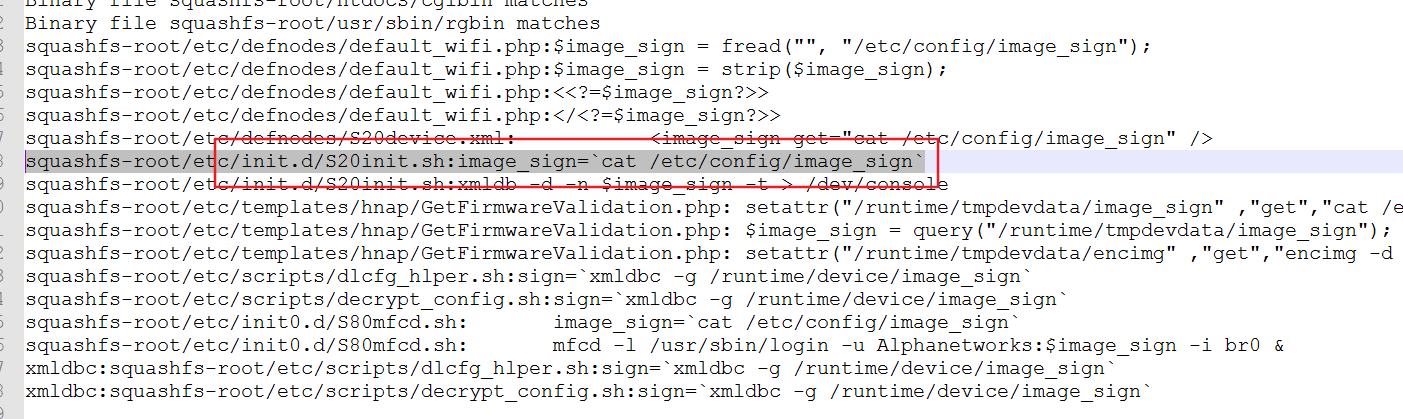 Binary file squashfs-root/htdocs/cgibin matches
Binary file squashfs-root/usr/sbin/rgbin matches
squashfs-root/etc/defnodes/default_wifi.php:$image_sign = fread("", "/etc/config/image_sign");
squashfs-root/etc/defnodes/default_wifi.php:$image_sign = strip($image_sign);
squashfs-root/etc/defnodes/default_wifi.php:<<?=$image_sign?>>
squashfs-root/etc/defnodes/default_wifi.php:</<?=$image_sign?>>
squashfs-root/etc/defnodes/S20device.xml:        <image_sign get="cat /etc/config/image_sign" />
squashfs-root/etc/init.d/S20init.sh:image_sign=`cat /etc/config/image_sign`
squashfs-root/etc/init.d/S20init.sh:xmldb -d -n $image_sign -t > /dev/console
squashfs-root/etc/templates/hnap/GetFirmwareValidation.php: setattr("/runtime/tmpdevdata/image_sign" ,"get","cat /e
squashfs-root/etc/templates/hnap/GetFirmwareValidation.php: $image_sign = query("/runtime/tmpdevdata/image_sign");
squashfs-root/etc/templates/hnap/GetFirmwareValidation.php: setattr("/runtime/tmpdevdata/encimg" ,"get","encimg -d
squashfs-root/etc/scripts/dlcfg_hlper.sh:sign=`xmldbc -g /runtime/device/image_sign`
squashfs-root/etc/scripts/decrypt_config.sh:sign=`xmldbc -g /runtime/device/image_sign`
squashfs-root/etc/init0.d/S80mfcd.sh:       image_sign=`cat /etc/config/image_sign`
squashfs-root/etc/init0.d/S80mfcd.sh:       mfcd -l /usr/sbin/login -u Alphanetworks:$image_sign -i br0 &
xmldbc:squashfs-root/etc/scripts/dlcfg_hlper.sh:sign=`xmldbc -g /runtime/device/image_sign`
xmldbc:squashfs-root/etc/scripts/decrypt_config.sh:sign=`xmldbc -g /runtime/device/image_sign`